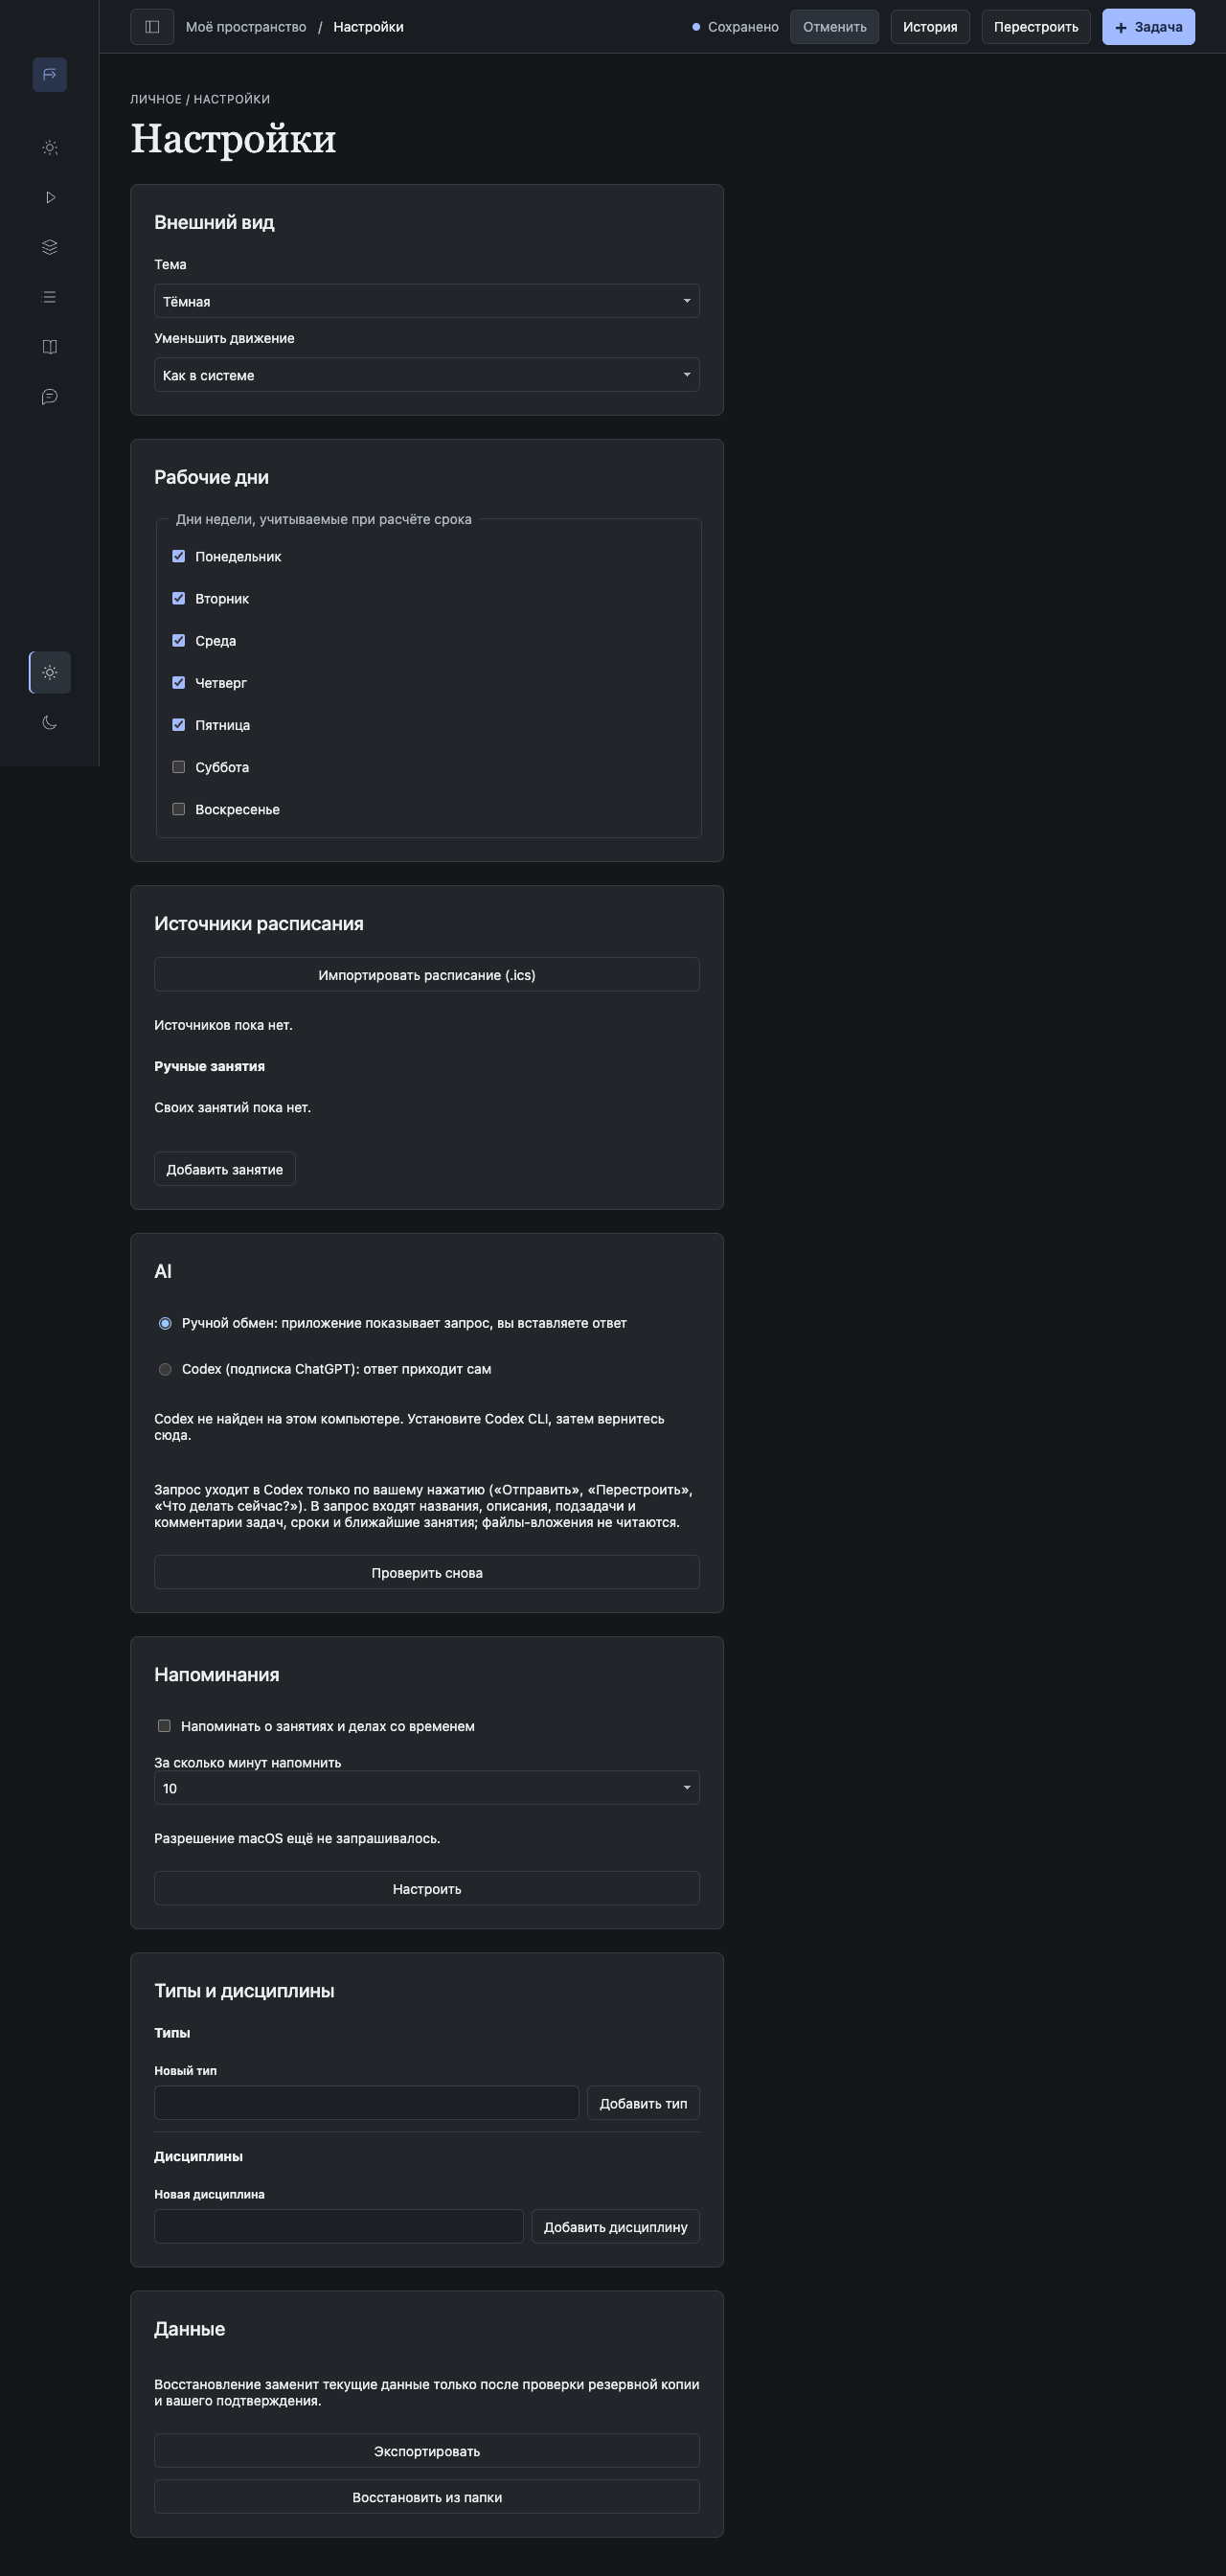 Моё пространство / Настройки
Сохранено
Отменить
История
Перестроить
+ Задача
ЛИЧНОЕ / НАСТРОЙКИ
Настройки
Внешний вид
Тема
Тёмная
Уменьшить движение
Как в системе
Рабочие дни
Дни недели, учитываемые при расчёте срока
Понедельник
Вторник
Среда
Четверг
Пятница
Суббота
Воскресенье
Источники расписания
Импортировать расписание (.ics)
Источников пока нет.
Ручные занятия
Своих занятий пока нет.
Добавить занятие
AI
Ручной обмен: приложение показывает запрос, вы вставляете ответ
Codex (подписка ChatGPT): ответ приходит сам
Codex не найден на этом компьютере. Установите Codex CLI, затем вернитесь
сюда.
Запрос уходит в Codex только по вашему нажатию («Отправить», «Перестроить»,
«Что делать сейчас?»). В запрос входят названия, описания, подзадачи и
комментарии задач, сроки и ближайшие занятия; файлы-вложения не читаются.
Проверить снова
Напоминания
Напоминать о занятиях и делах со временем
За сколько минут напомнить
10
Разрешение macOS ещё не запрашивалось.
Настроить
Типы и дисциплины
Типы
Новый тип
Добавить тип
Дисциплины
Новая дисциплина
Добавить дисциплину
Данные
Восстановление заменит текущие данные только после проверки резервной копии
и вашего подтверждения.
Экспортировать
Восстановить из папки